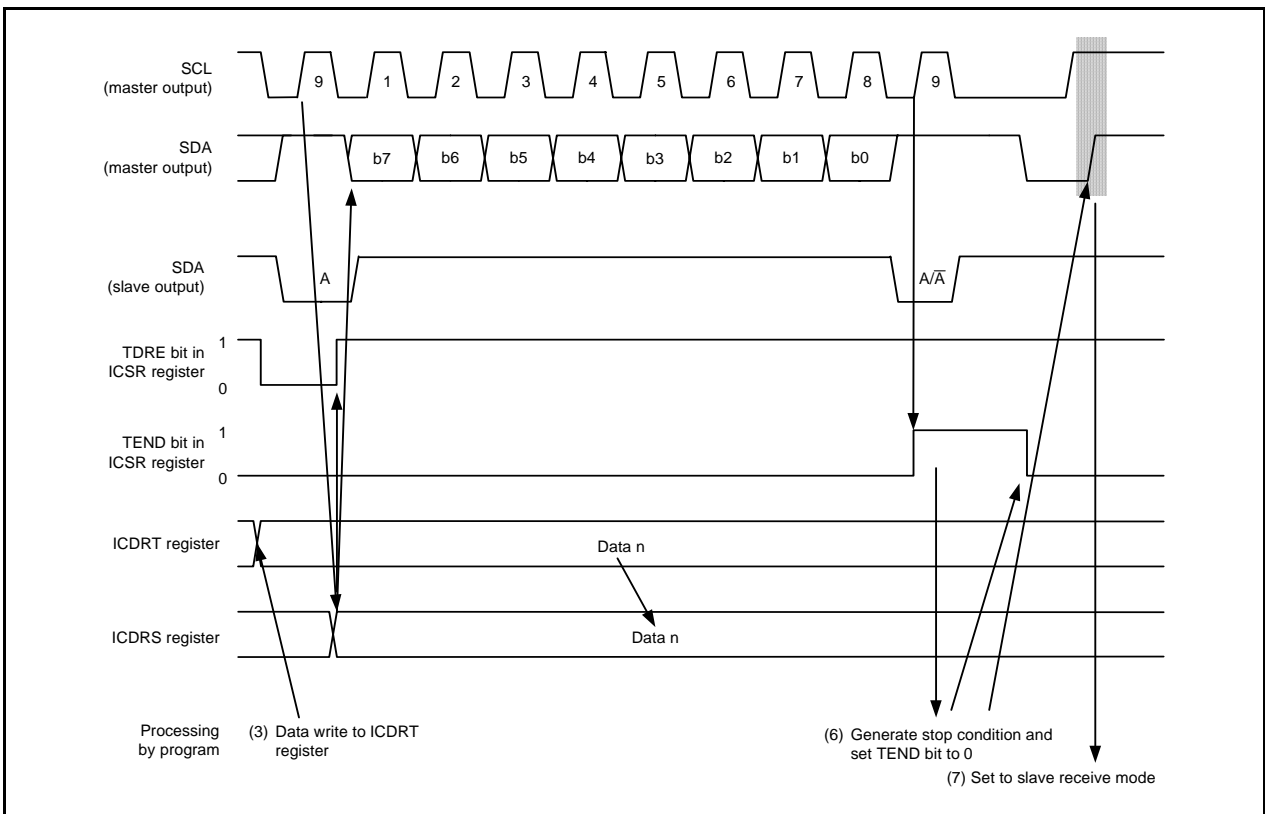 SCL
(master output)
9 1 2 3 4 5 6 7 8 9
SDA
(master output)
b7 b6 b5 b4 b3 b2 b1 b0
SDA
(slave output)
A A/A̅
TDRE bit in
ICSR register
1
0
TEND bit in
ICSR register
1
0
ICDRT register
Data n
ICDRS register
Data n
Processing
by program
(3) Data write to ICDRT
register
(6) Generate stop condition and
set TEND bit to 0
(7) Set to slave receive mode